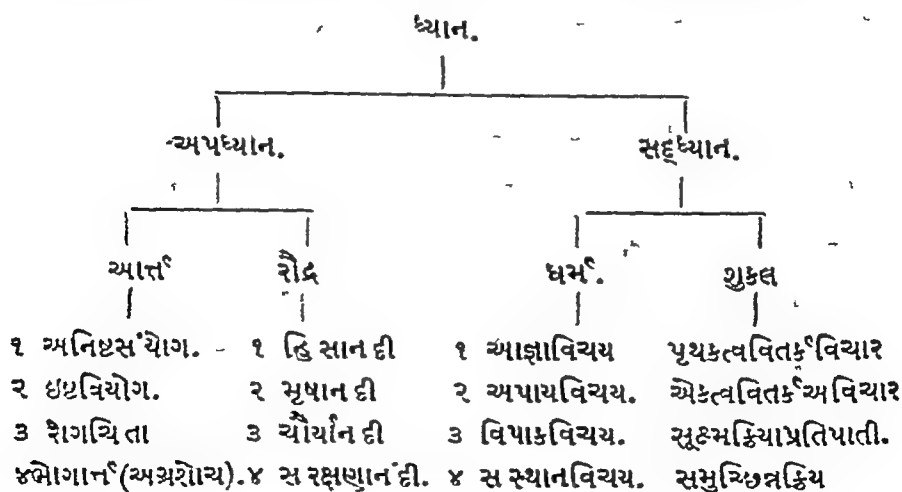 ધ્યાન.
અપધ્યાન. સદ્ધ્યાન.
આર્ત્ત રૌદ્ર ધર્મ. શુકલ
૧ અનિષ્ટસંયોગ. - ૧ હિ સાન દી ૧ આજ્ઞાવિચય પૃથકત્વવિતર્કવિચાર
૨ ઇષ્ટવિયોગ. ૨ મૃષાન દી ૨ અપાયવિચય. એકત્વવિતર્કઅવિચાર
૩ રોગચિ તા ૩ ચૌર્યાન દી ૩ વિપાકવિચય. સૂક્ષ્મક્રિયાપ્રતિપાતી.
૪ભોગાર્ત્ત(અગ્રશોચ).૪ સ રક્ષણાન દી. ૪ સ સ્થાનવિચય. સમુચ્છિન્નક્રિય